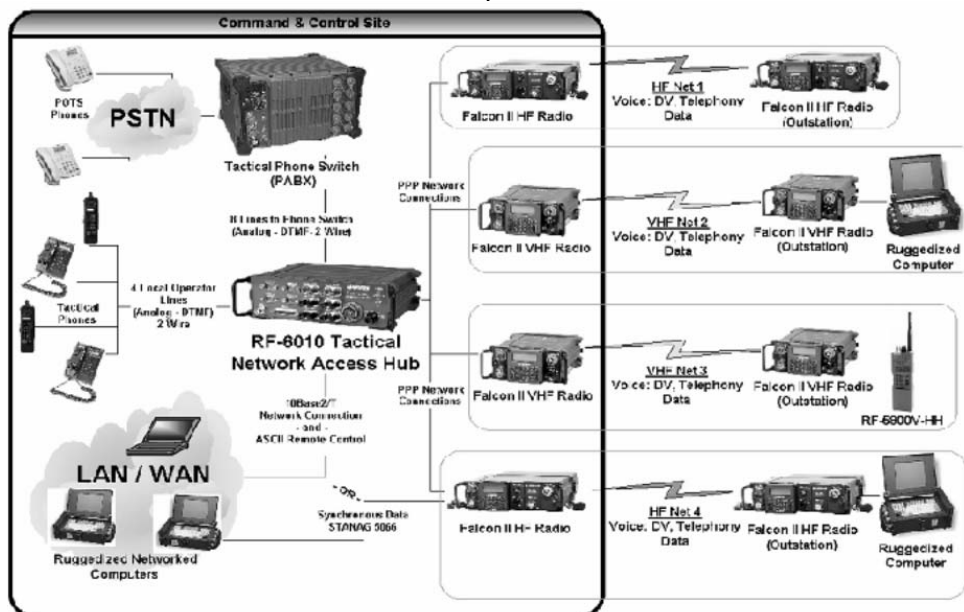 Command & Control Site
POTS
Phones
PSTN
Tactical Phone Switch
(PABX)
8 Lines to Phone Switch
(Analog - DTMF- 2 Wire)
4 Local Operator
Lines
(Analog - DTMF)
2 Wire
Tactical
Phones
RF-6010 Tactical
Network Access Hub
10Base2/T
Network Connection
- and -
ASCII Remote Control
LAN / WAN
Ruggedized Networked
Computers
- OR -
Synchronous Data
STANAG 5066
PPP Network
Connections
PPP Network
Connections
Falcon II HF Radio
HF Net 1
Voice: DV, Telephony
Data
Falcon II HF Radio
(Outstation)
Falcon II VHF Radio
VHF Net 2
Voice: DV, Telephony
Data
Falcon II VHF Radio
(Outstation)
Ruggedized
Computer
Falcon II VHF Radio
VHF Net 3
Voice: DV, Telephony
Data
Falcon II VHF Radio
(Outstation)
RF-5800V-HH
Falcon II HF Radio
HF Net 4
Voice: DV, Telephony
Data
Falcon II HF Radio
(Outstation)
Ruggedized
Computer